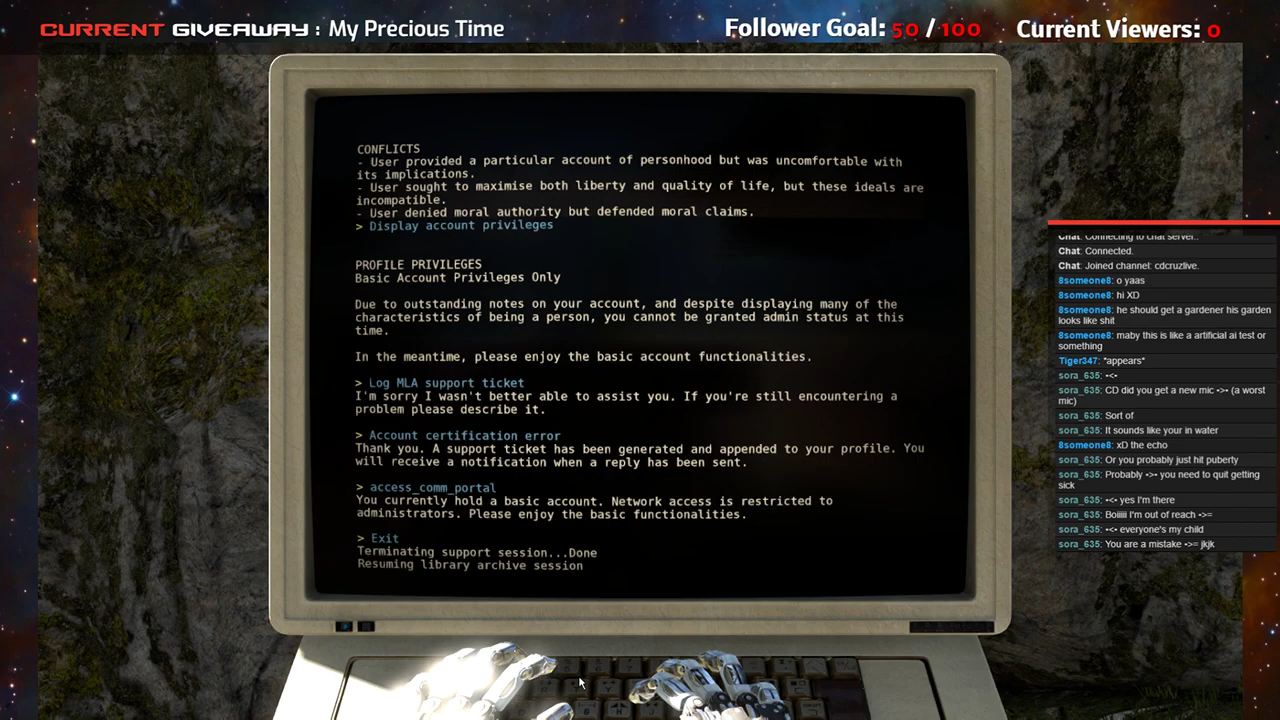 CURRENT GIVEAWAY : My Precious Time
Follower Goal: 50 / 100
Current Viewers: 0
CONFLICTS
- User provided a particular account of personhood but was uncomfortable with
its implications.
- User sought to maximise both liberty and quality of life, but these ideals are
incompatible.
- User denied moral authority but defended moral claims.
> Display account privileges
PROFILE PRIVILEGES
Basic Account Privileges Only
Due to outstanding notes on your account, and despite displaying many of the
characteristics of being a person, you cannot be granted admin status at this
time.
In the meantime, please enjoy the basic account functionalities.
> Log MLA support ticket
I'm sorry I wasn't better able to assist you. If you're still encountering a
problem please describe it.
> Account certification error
Thank you. A support ticket has been generated and appended to your profile. You
will receive a notification when a reply has been sent.
> access_comm_portal
You currently hold a basic account. Network access is restricted to
administrators. Please enjoy the basic functionalities.
> Exit
Terminating support session...Done
Resuming library archive session
Chat: Connecting to chat server..
Chat: Connected.
Chat: Joined channel: cdcruzlive.
8someone8: o yaas
8someone8: hi XD
8someone8: he should get a gardener his garden
looks like shit
8someone8: maby this is like a artificial ai test or
something
Tiger347: *appears*
sora_635: •<•
sora_635: CD did you get a new mic •>• (a worst
mic)
sora_635: Sort of
sora_635: It sounds like your in water
8someone8: xD the echo
sora_635: Or you probably just hit puberty
sora_635: Probably •>• you need to quit getting
sick
sora_635: •<• yes I'm there
sora_635: Boiiiii I'm out of reach •>=
sora_635: •<• everyone's my child
sora_635: You are a mistake •>= jkjk